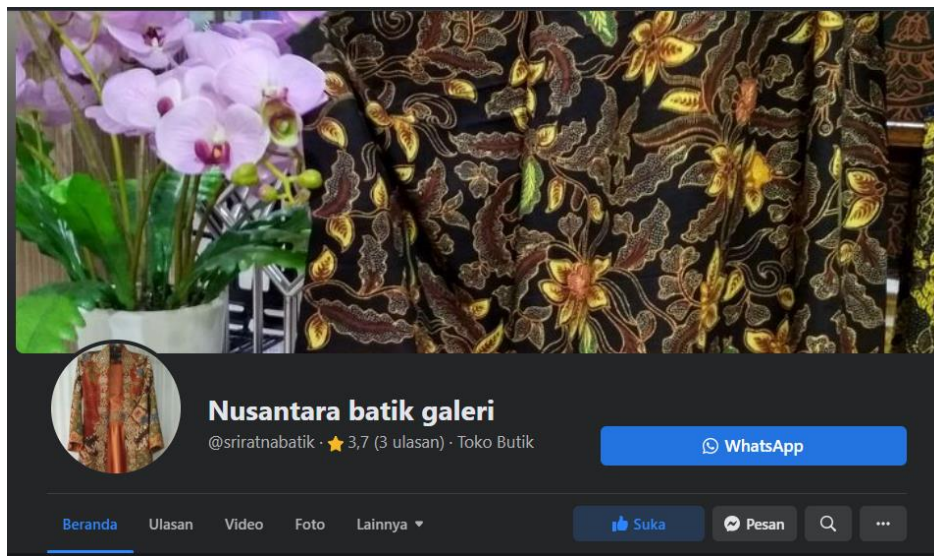 Nusantara batik galeri
@sriratnabatik · ⭐ 3,7 (3 ulasan) · Toko Butik
WhatsApp
Beranda Ulasan Video Foto Lainnya Suka Pesan